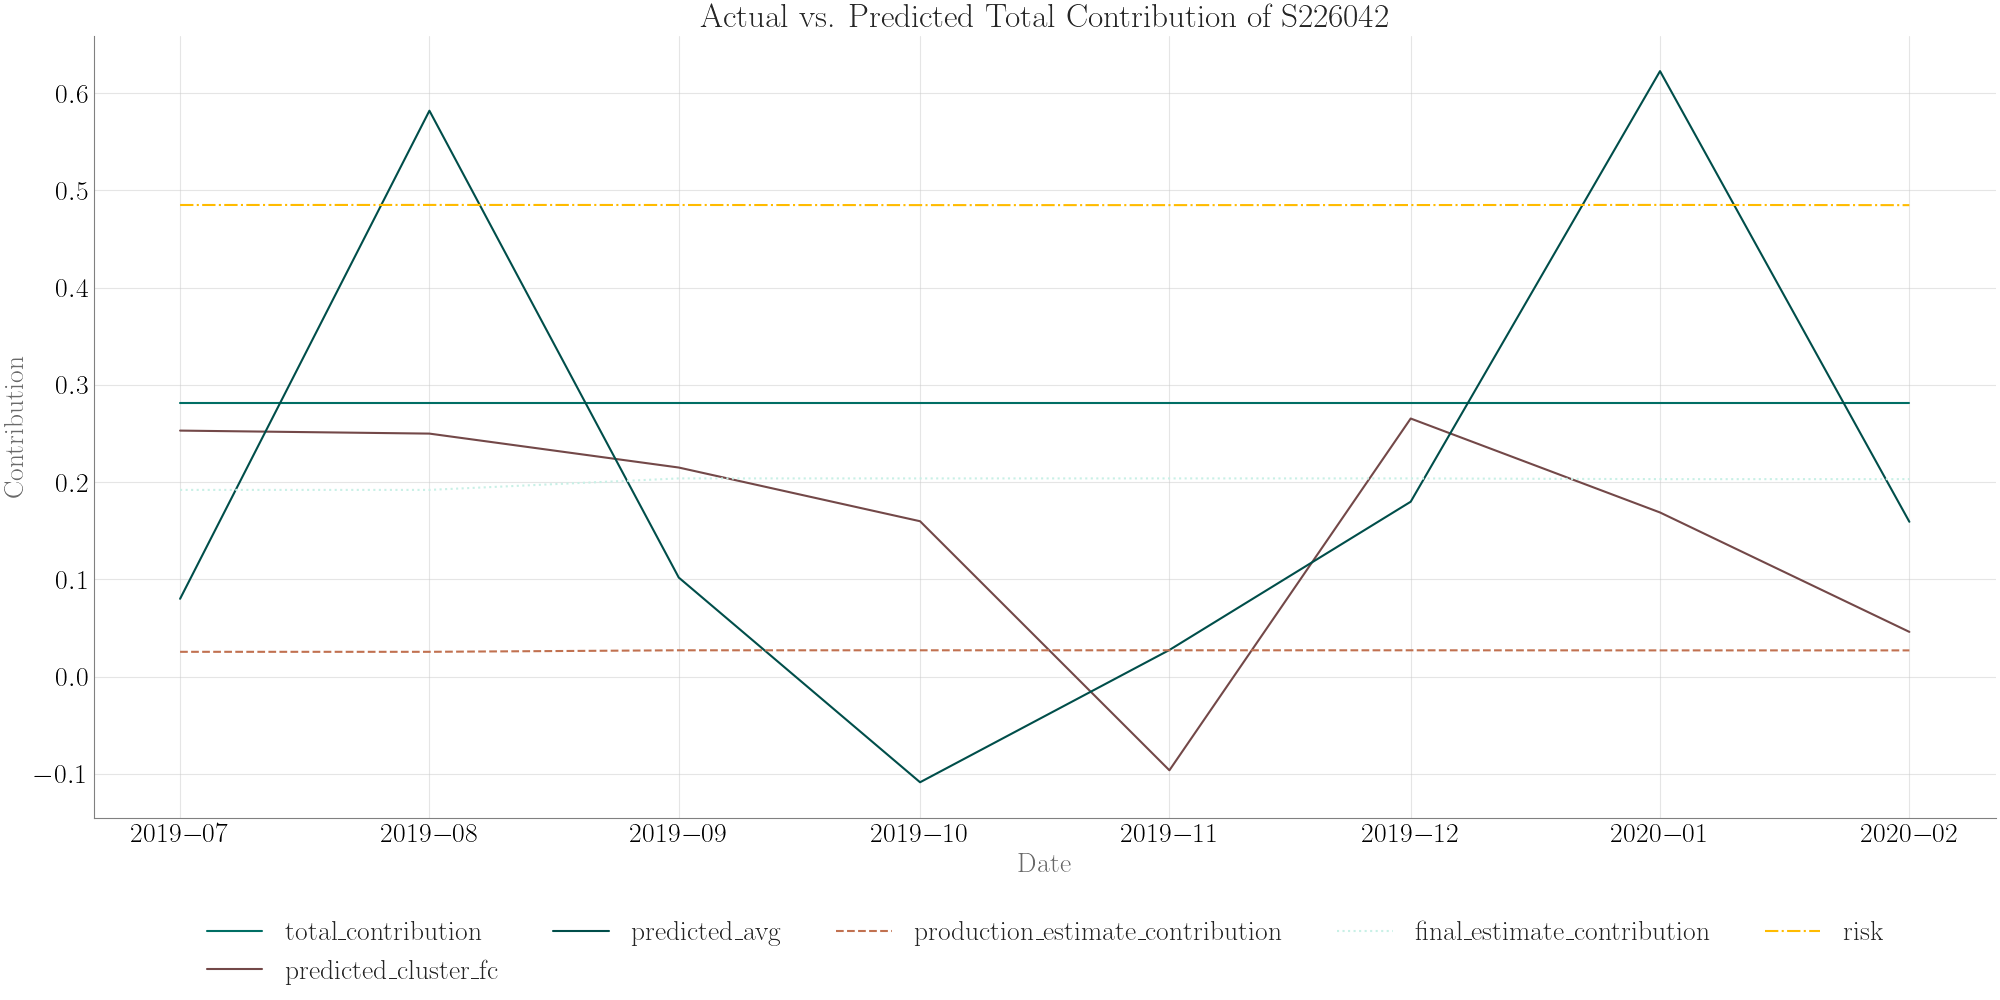 Actual vs. Predicted Total Contribution of S226042
Contribution
0.6
0.5
0.4
0.3
0.2
0.1
0.0
−0.1
2019−07 2019−08 2019−09 2019−10 2019−11 2019−12 2020−01 2020−02
Date
total_contribution predicted_avg production_estimate_contribution final_estimate_contribution risk
predicted_cluster_fc